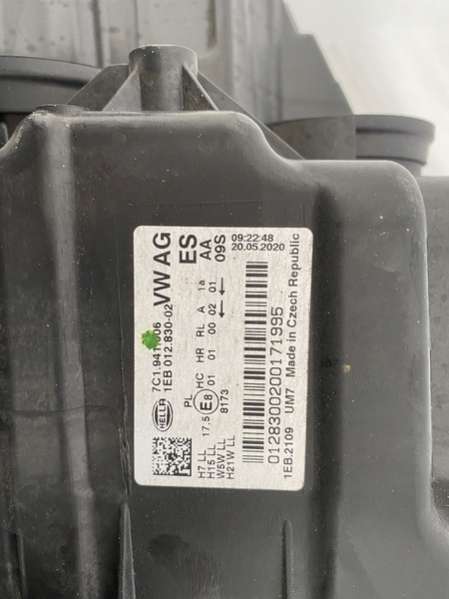 HELLA
7C1.941.006 VW AG
1EB 012.830-02
ES
AA
09S
09:22:48
20.05.2020
PL HC HR RL A 1a
17.5 E8 01 01 00 02 01
← ←
8173
H7 LL
H15 LL
W5W LL
H21W LL
0128300200171995
1EB.2109 UM7 Made in Czech Republic